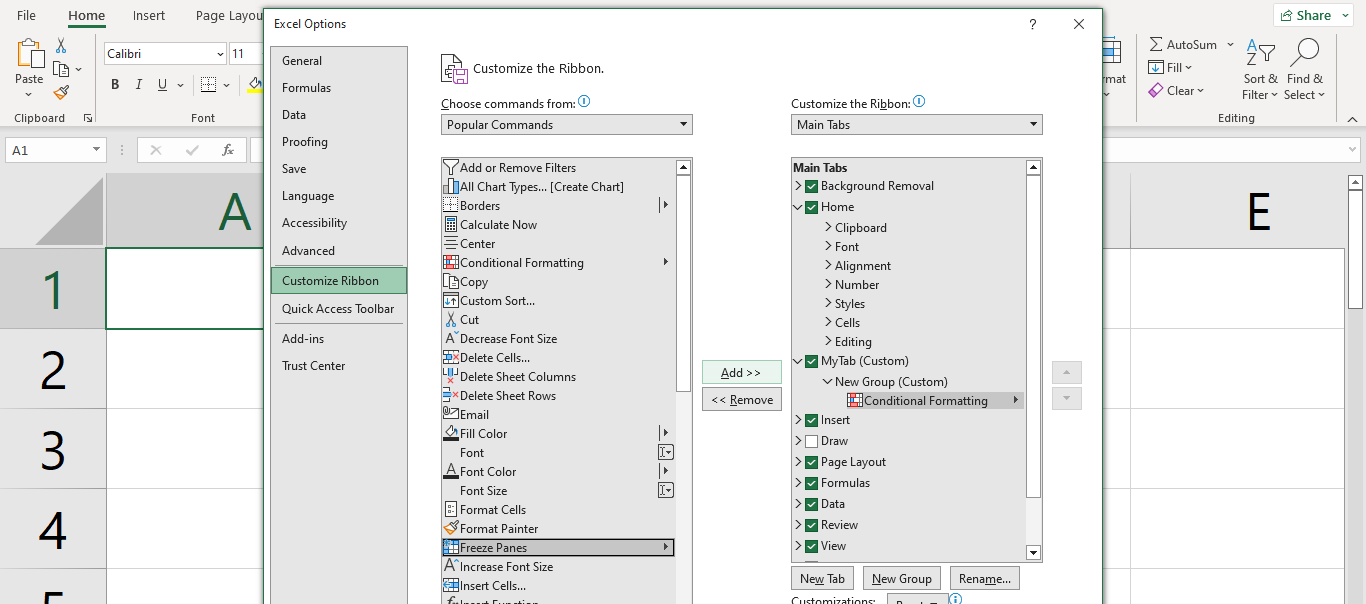 File Home Insert Page Layou
Share
Excel Options
?
Calibri 11
Paste
B I U
Clipboard
Font
mat
AutoSum
Fill
Clear
Sort & Filter
Find & Select
Editing
A1
fx
A E
1
2
3
4
5
General
Formulas
Data
Proofing
Save
Language
Accessibility
Advanced
Customize Ribbon
Quick Access Toolbar
Add-ins
Trust Center
Customize the Ribbon.
Choose commands from:
Popular Commands
Add or Remove Filters
All Chart Types... [Create Chart]
Borders
Calculate Now
Center
Conditional Formatting
Copy
Custom Sort...
Cut
Decrease Font Size
Delete Cells...
Delete Sheet Columns
Delete Sheet Rows
Email
Fill Color
Font
Font Color
Font Size
Format Cells
Format Painter
Freeze Panes
Increase Font Size
Insert Cells...
Insert Function
Add >>
<< Remove
Customize the Ribbon:
Main Tabs
Main Tabs
Background Removal
Home
Clipboard
Font
Alignment
Number
Styles
Cells
Editing
MyTab (Custom)
New Group (Custom)
Conditional Formatting
Insert
Draw
Page Layout
Formulas
Data
Review
View
New Tab New Group Rename...
Customizations: